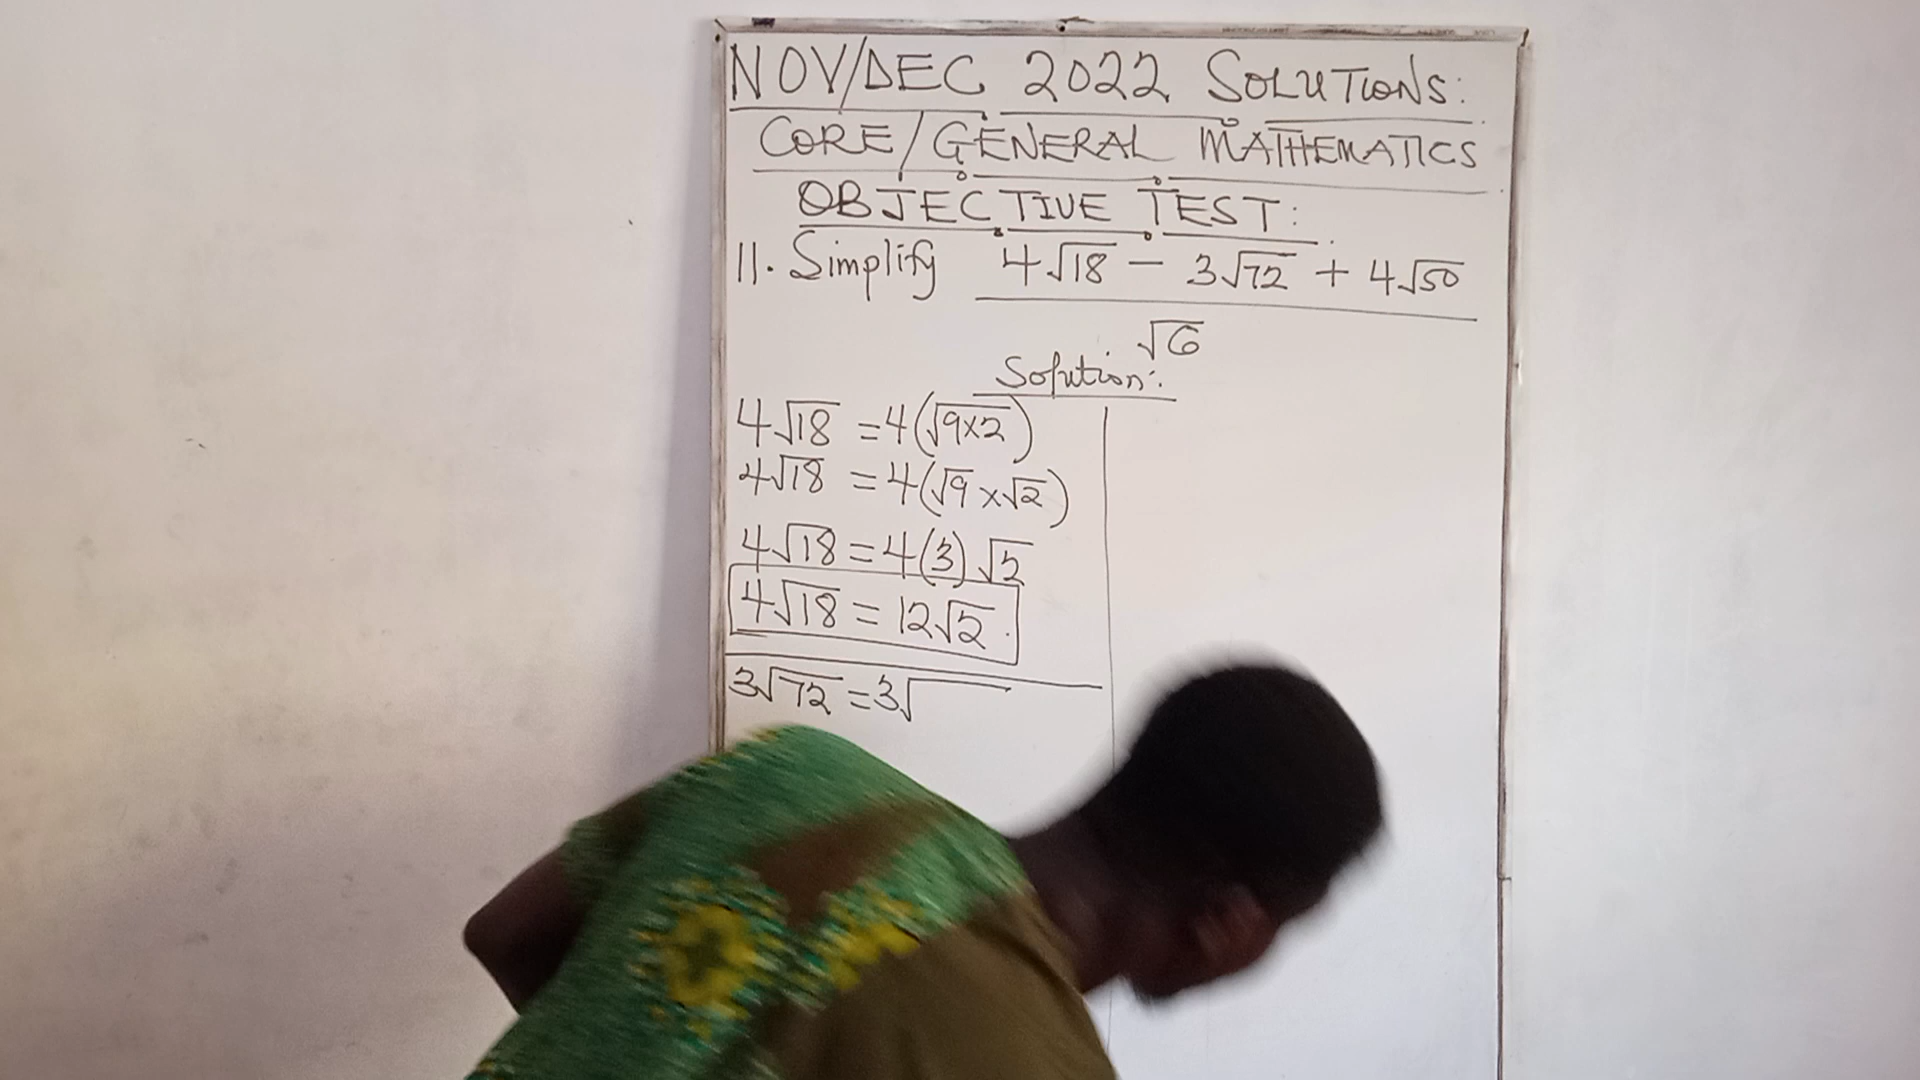 NOV/DEC 2022 SOLUTIONS:
CORE/GENERAL MATHEMATICS
OBJECTIVE TEST:
11. Simplify 4√18 − 3√72 + 4√50
√6
Solution:
4√18 = 4(√9×2)
4√18 = 4(√9 × √2)
4√18 = 4(3)√2
4√18 = 12√2.
3√72 = 3√